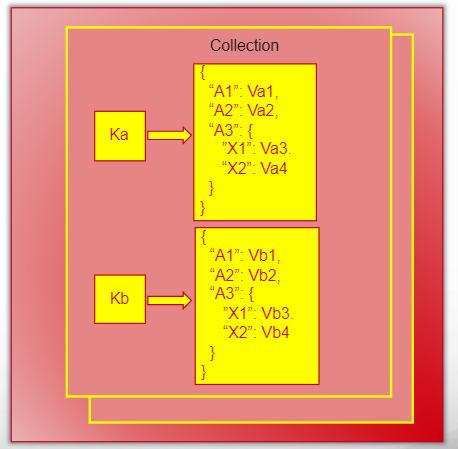 Collection
Ka
{
“A1”: Va1,
“A2”: Va2,
“A3”: {
”X1”: Va3.
“X2”: Va4
}
}
Kb
{
“A1”: Vb1,
“A2”: Vb2,
“A3”: {
”X1”: Vb3.
“X2”: Vb4
}
}